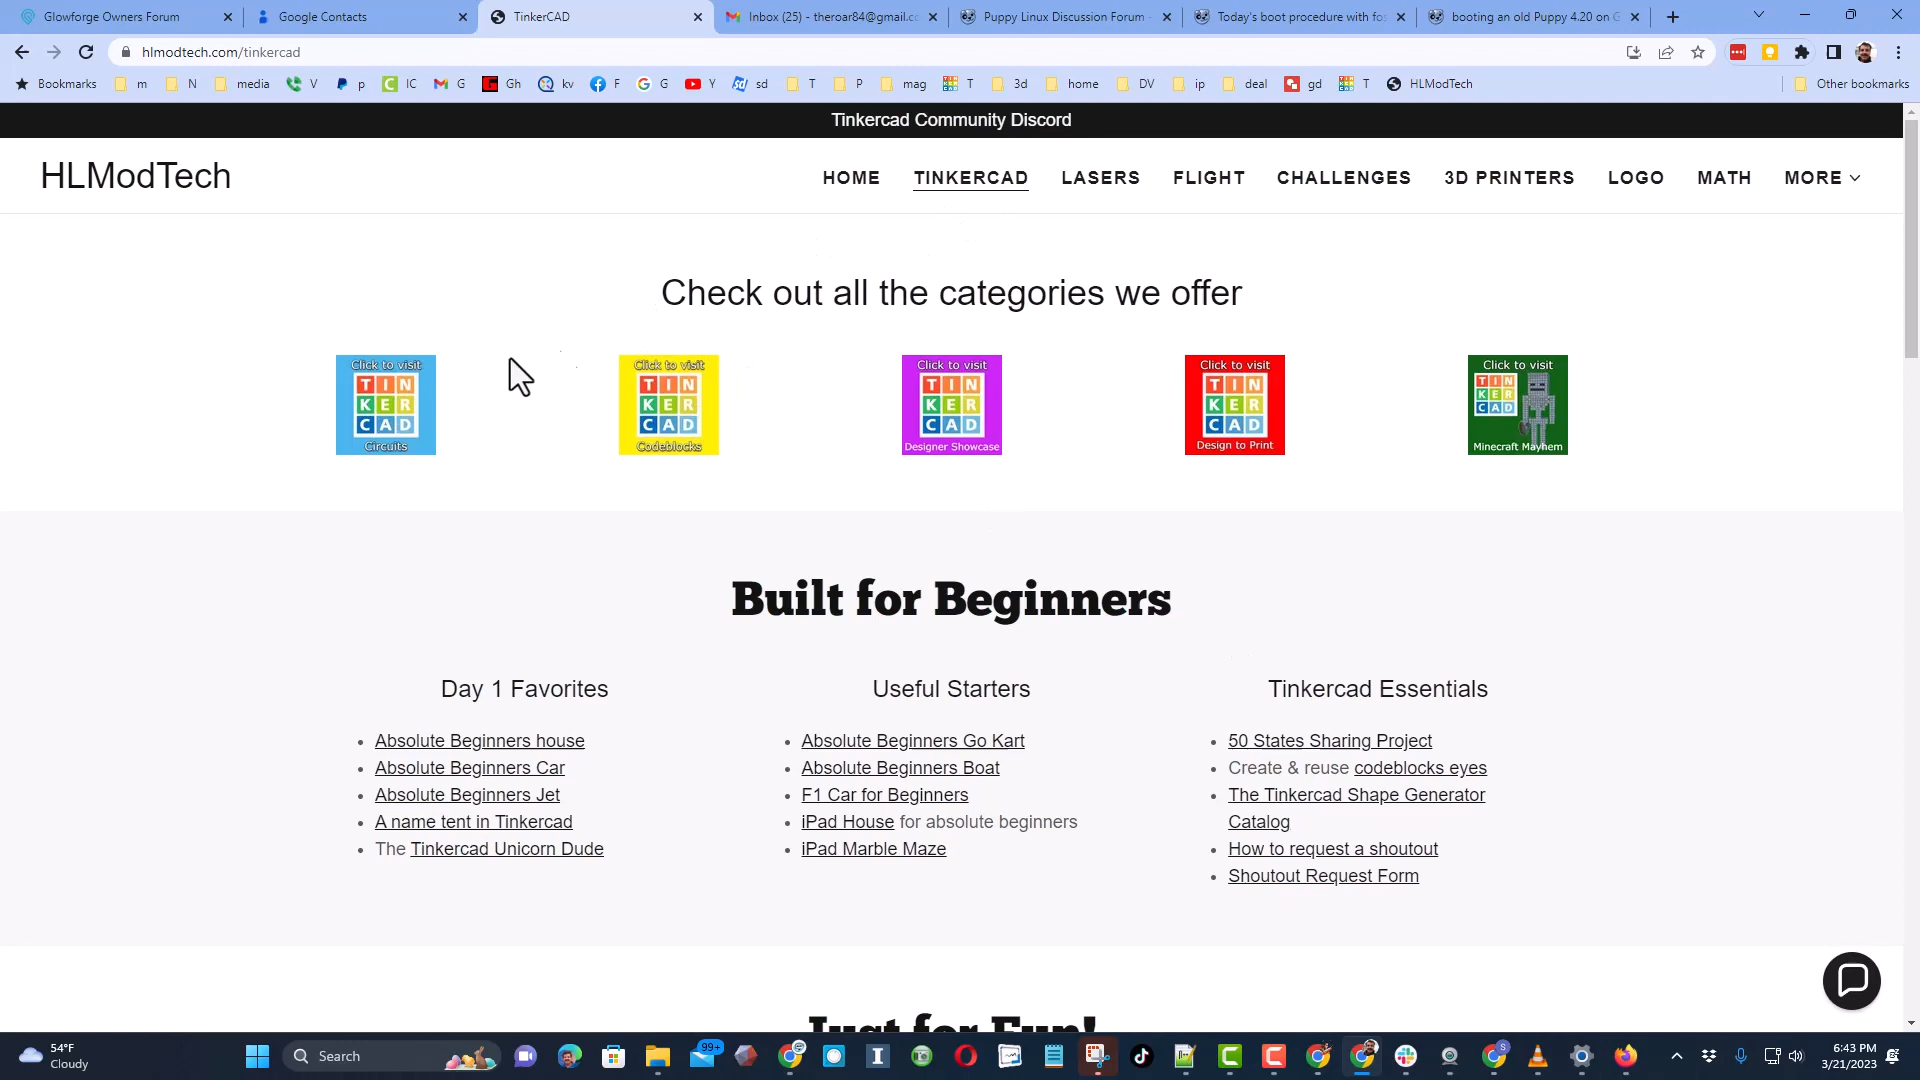 Glowforge Owners Forum
Google Contacts
TinkerCAD
Inbox (25) - theroar84@gmail.co
Puppy Linux Discussion Forum -
Today's boot procedure with fos
booting an old Puppy 4.20 on G
hlmodtech.com/tinkercad
Bookmarks m N media V p IC G Gh kv F G Y sd T P mag T 3d home DV ip deal gd T HLModTech Other bookmarks
Tinkercad Community Discord
HLModTech
HOME TINKERCAD LASERS FLIGHT CHALLENGES 3D PRINTERS LOGO MATH MORE
Check out all the categories we offer
Click to visit
TIN
KER
CAD
Circuits
Click to visit
TIN
KER
CAD
Codeblocks
Click to visit
TIN
KER
CAD
Designer Showcase
Click to visit
TIN
KER
CAD
Design to Print
Click to visit
TIN
KER
CAD
Minecraft Mayhem
Built for Beginners
Day 1 Favorites
Absolute Beginners house
Absolute Beginners Car
Absolute Beginners Jet
A name tent in Tinkercad
The Tinkercad Unicorn Dude
Useful Starters
Absolute Beginners Go Kart
Absolute Beginners Boat
F1 Car for Beginners
iPad House for absolute beginners
iPad Marble Maze
Tinkercad Essentials
50 States Sharing Project
Create & reuse codeblocks eyes
The Tinkercad Shape Generator
Catalog
How to request a shoutout
Shoutout Request Form
Just for Fun!
54°F
Cloudy
Search
99+
6:43 PM
3/21/2023